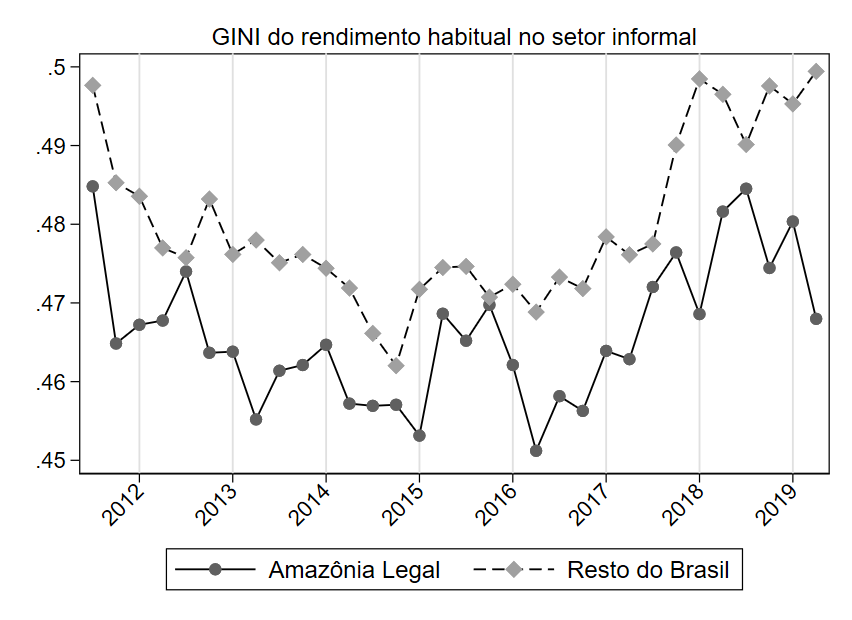 GINI do rendimento habitual no setor informal
.5
.49
.48
.47
.46
.45
2012 2013 2014 2015 2016 2017 2018 2019
Amazônia Legal Resto do Brasil